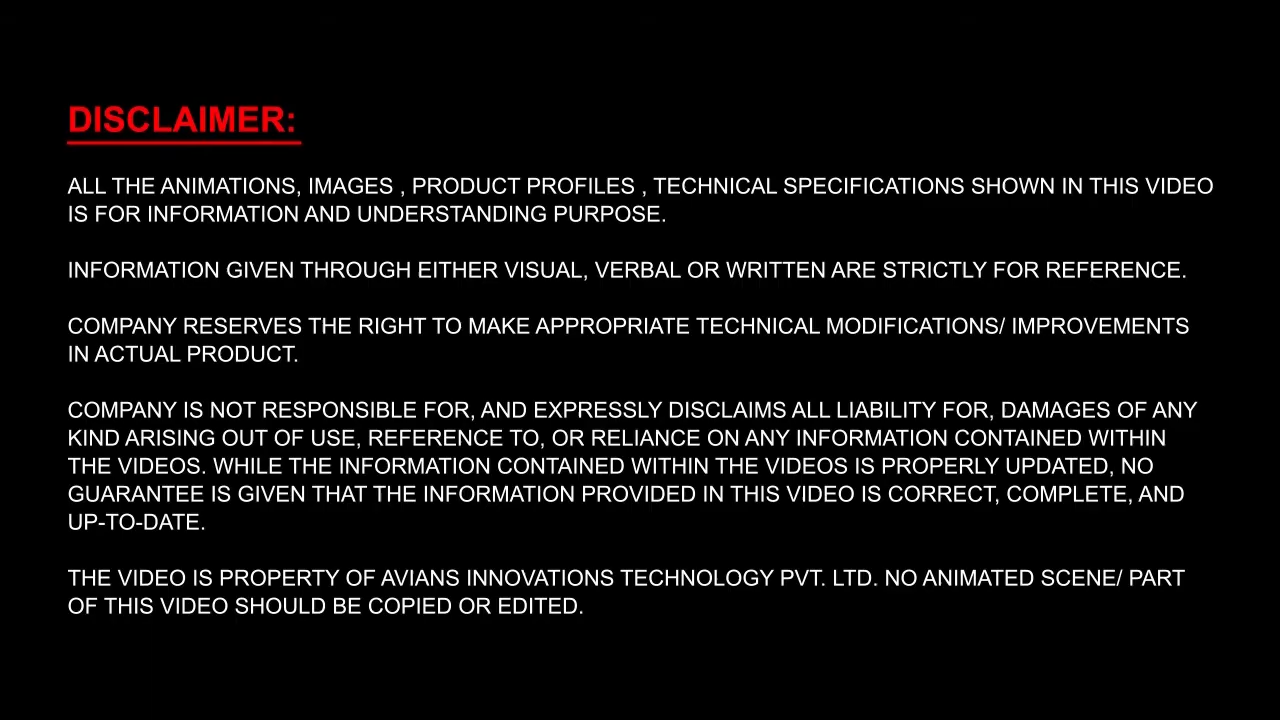 DISCLAIMER:
ALL THE ANIMATIONS, IMAGES , PRODUCT PROFILES , TECHNICAL SPECIFICATIONS SHOWN IN THIS VIDEO
IS FOR INFORMATION AND UNDERSTANDING PURPOSE.
INFORMATION GIVEN THROUGH EITHER VISUAL, VERBAL OR WRITTEN ARE STRICTLY FOR REFERENCE.
COMPANY RESERVES THE RIGHT TO MAKE APPROPRIATE TECHNICAL MODIFICATIONS/ IMPROVEMENTS
IN ACTUAL PRODUCT.
COMPANY IS NOT RESPONSIBLE FOR, AND EXPRESSLY DISCLAIMS ALL LIABILITY FOR, DAMAGES OF ANY
KIND ARISING OUT OF USE, REFERENCE TO, OR RELIANCE ON ANY INFORMATION CONTAINED WITHIN
THE VIDEOS. WHILE THE INFORMATION CONTAINED WITHIN THE VIDEOS IS PROPERLY UPDATED, NO
GUARANTEE IS GIVEN THAT THE INFORMATION PROVIDED IN THIS VIDEO IS CORRECT, COMPLETE, AND
UP-TO-DATE.
THE VIDEO IS PROPERTY OF AVIANS INNOVATIONS TECHNOLOGY PVT. LTD. NO ANIMATED SCENE/ PART
OF THIS VIDEO SHOULD BE COPIED OR EDITED.